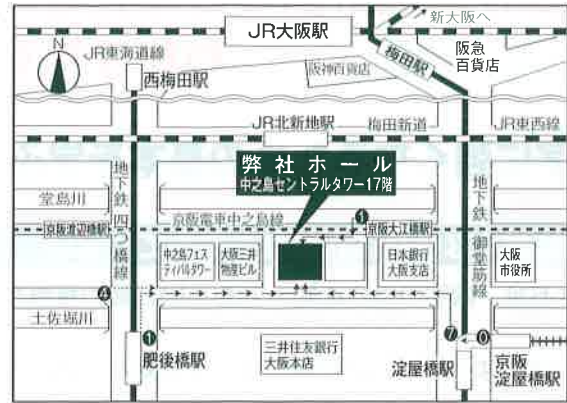 新大阪へ
JR大阪駅
N
JR東海道線
西梅田駅
阪神百貨店
梅田駅
阪急
百貨店
JR北新地駅
梅田新道
JR東西線
弊社ホール
中之島セントラルタワー17階
地下鉄 四つ橋線
地下鉄 御堂筋線
堂島川
京阪電車中之島線
1
京阪渡辺橋駅
京阪大江橋駅
中之島フェス
ティバルタワー
大阪三井
物産ビル
日本銀行
大阪支店
大阪
市役所
4
土佐堀川
1
肥後橋駅
三井住友銀行
大阪本店
7
0
淀屋橋駅
京阪
淀屋橋駅